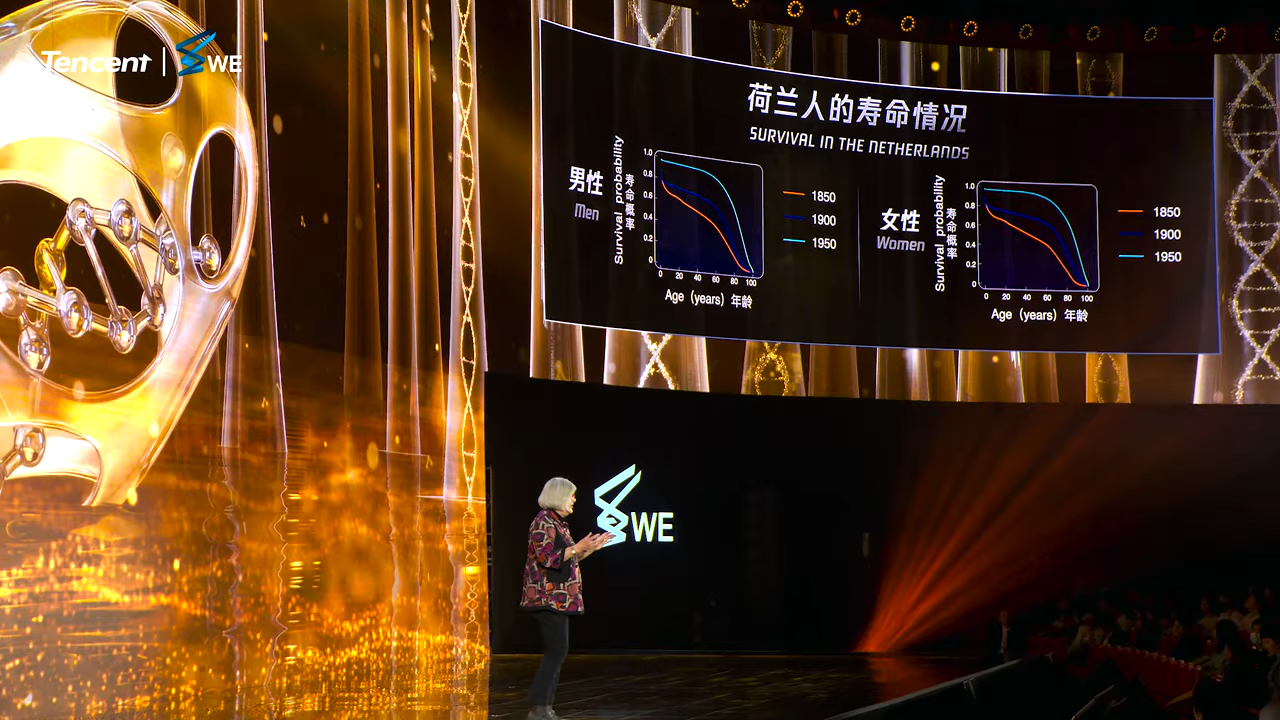 Tencent | WE
荷兰人的寿命情况
SURVIVAL IN THE NETHERLANDS
男性
Men
Survival probability
寿命概率
1.0
0.8
0.6
0.4
0.2
0
0 20 40 60 80 100
Age (years) 年龄
1850
1900
1950
女性
Women
Survival probability
寿命概率
1.0
0.8
0.6
0.4
0.2
0
0 20 40 60 80 100
Age (years) 年龄
1850
1900
1950
WE